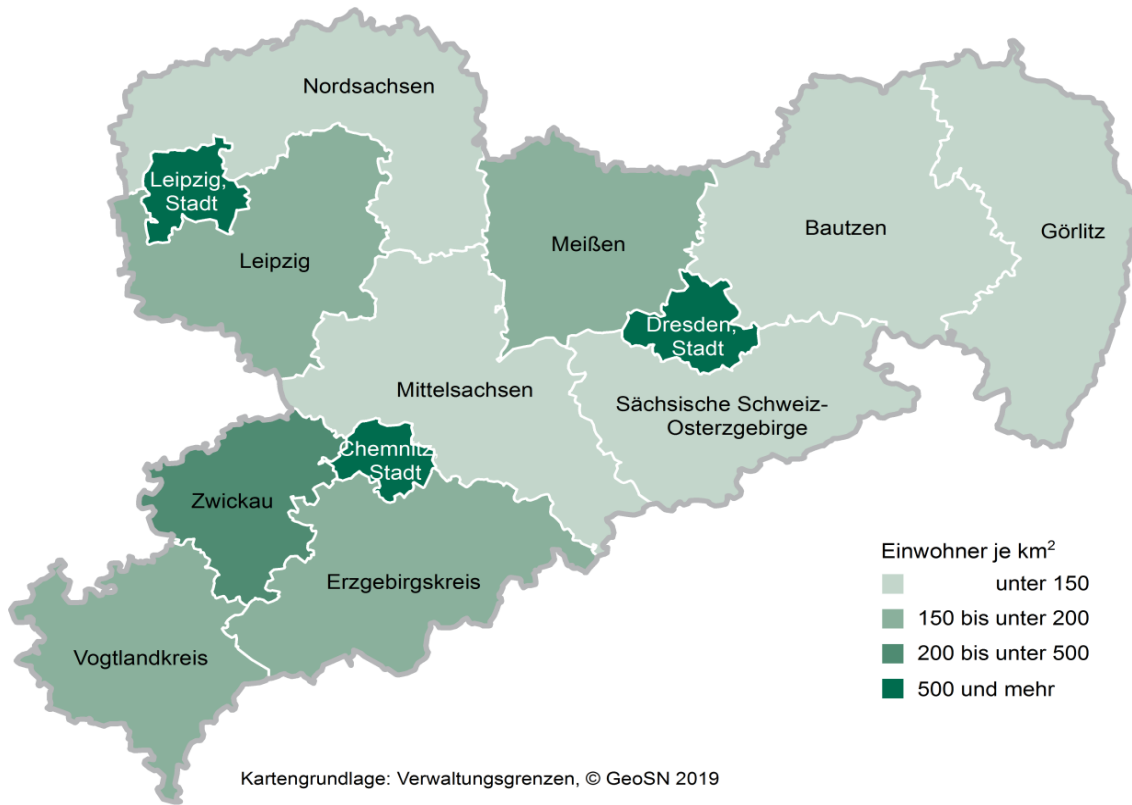 Nordsachsen
Leipzig,
Stadt
Leipzig
Meißen
Bautzen
Görlitz
Dresden,
Stadt
Mittelsachsen
Sächsische Schweiz-
Osterzgebirge
Chemnitz,
Stadt
Zwickau
Erzgebirgskreis
Vogtlandkreis
Einwohner je km²
unter 150
150 bis unter 200
200 bis unter 500
500 und mehr
Kartengrundlage: Verwaltungsgrenzen, © GeoSN 2019